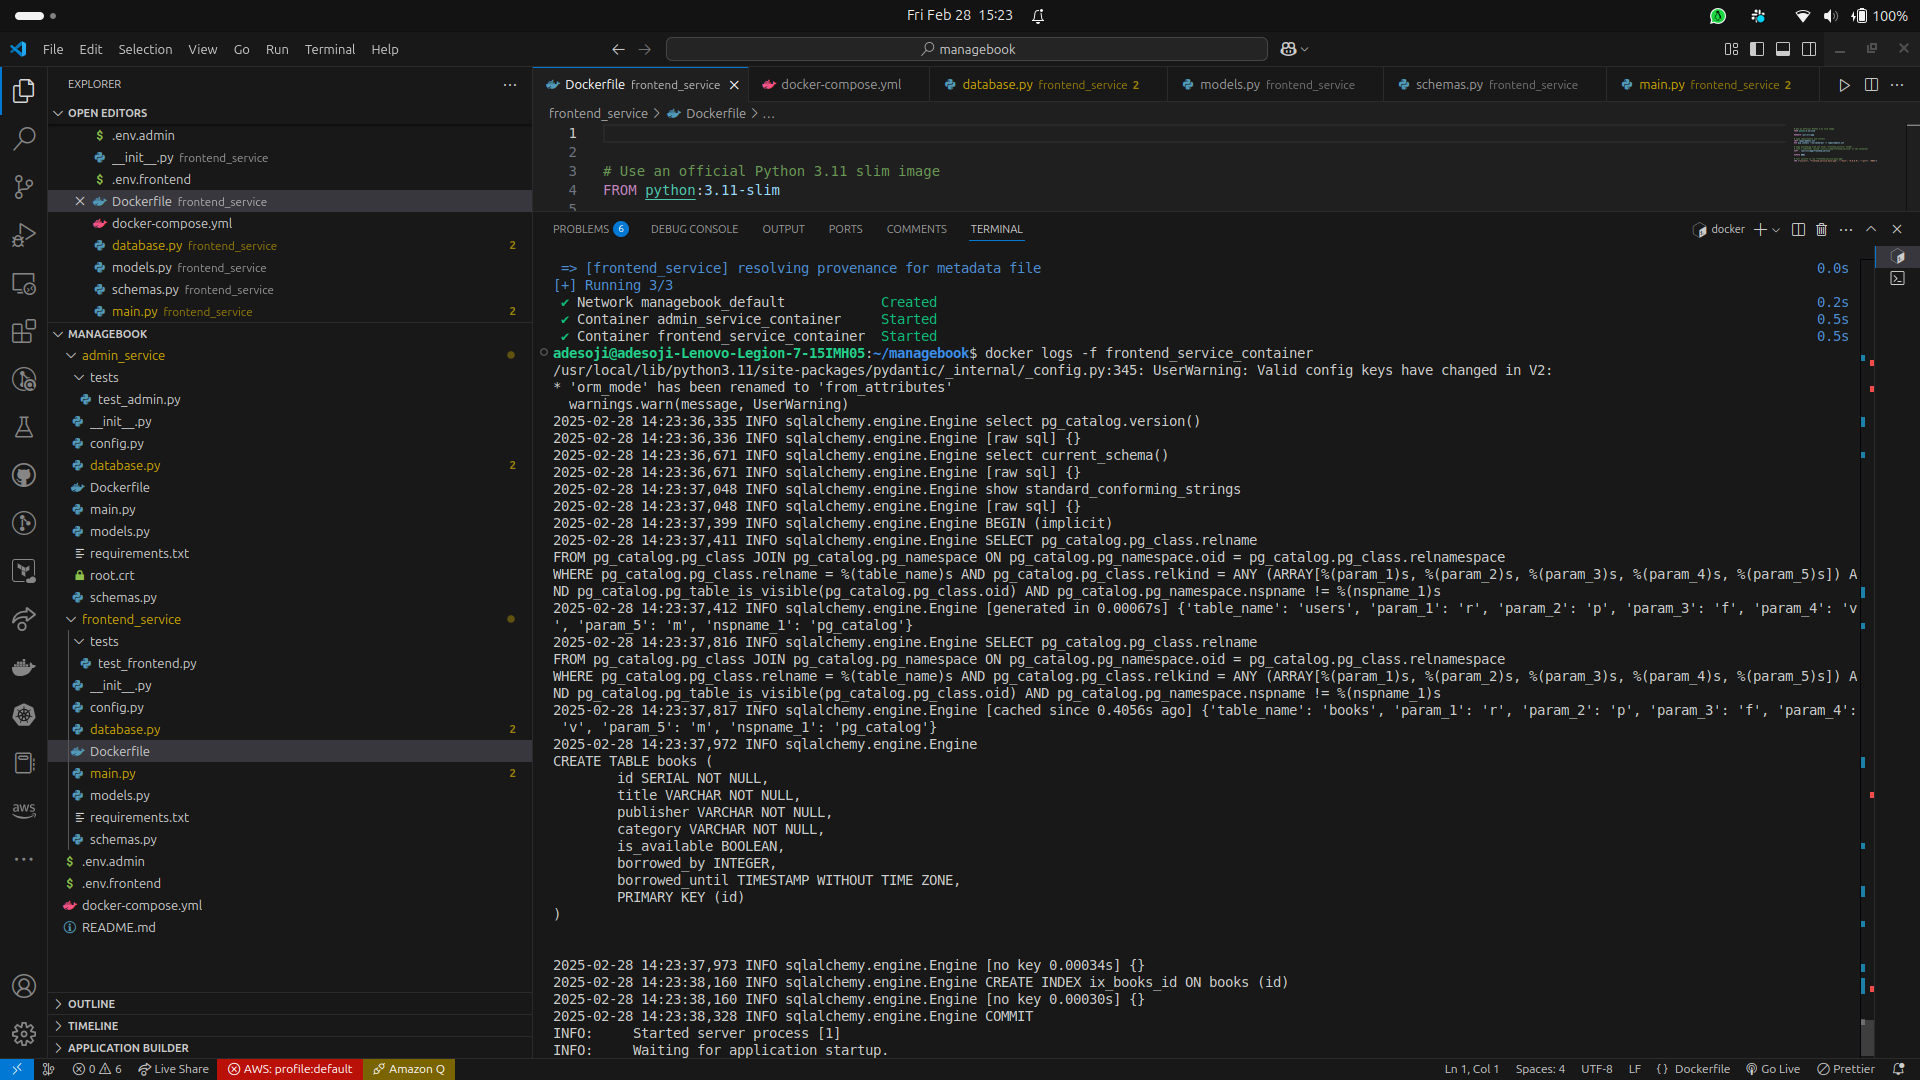 Fri Feb 28 15:23
100%
File Edit Selection View Go Run Terminal Help
managebook
EXPLORER
OPEN EDITORS
$ .env.admin
__init__.py frontend_service
$ .env.frontend
Dockerfile frontend_service
docker-compose.yml
database.py frontend_service 2
models.py frontend_service
schemas.py frontend_service
main.py frontend_service 2
MANAGEBOOK
admin_service
tests
test_admin.py
__init__.py
config.py
database.py 2
Dockerfile
main.py
models.py
requirements.txt
root.crt
schemas.py
frontend_service
tests
test_frontend.py
__init__.py
config.py
database.py 2
Dockerfile
main.py 2
models.py
requirements.txt
schemas.py
$ .env.admin
$ .env.frontend
docker-compose.yml
README.md
OUTLINE
TIMELINE
APPLICATION BUILDER
aws
Dockerfile frontend_service docker-compose.yml database.py frontend_service 2 models.py frontend_service schemas.py frontend_service main.py frontend_service 2
frontend_service > Dockerfile > ...
1
2
3 # Use an official Python 3.11 slim image
4 FROM python:3.11-slim
5
PROBLEMS 6 DEBUG CONSOLE OUTPUT PORTS COMMENTS TERMINAL
docker
=> [frontend_service] resolving provenance for metadata file 0.0s
[+] Running 3/3
✔ Network managebook_default Created 0.2s
✔ Container admin_service_container Started 0.5s
✔ Container frontend_service_container Started 0.5s
adesoji@adesoji-Lenovo-Legion-7-15IMH05:~/managebook$ docker logs -f frontend_service_container
/usr/local/lib/python3.11/site-packages/pydantic/_internal/_config.py:345: UserWarning: Valid config keys have changed in V2:
* 'orm_mode' has been renamed to 'from_attributes'
warnings.warn(message, UserWarning)
2025-02-28 14:23:36,335 INFO sqlalchemy.engine.Engine select pg_catalog.version()
2025-02-28 14:23:36,336 INFO sqlalchemy.engine.Engine [raw sql] {}
2025-02-28 14:23:36,671 INFO sqlalchemy.engine.Engine select current_schema()
2025-02-28 14:23:36,671 INFO sqlalchemy.engine.Engine [raw sql] {}
2025-02-28 14:23:37,048 INFO sqlalchemy.engine.Engine show standard_conforming_strings
2025-02-28 14:23:37,048 INFO sqlalchemy.engine.Engine [raw sql] {}
2025-02-28 14:23:37,399 INFO sqlalchemy.engine.Engine BEGIN (implicit)
2025-02-28 14:23:37,411 INFO sqlalchemy.engine.Engine SELECT pg_catalog.pg_class.relname
FROM pg_catalog.pg_class JOIN pg_catalog.pg_namespace ON pg_catalog.pg_namespace.oid = pg_catalog.pg_class.relnamespace
WHERE pg_catalog.pg_class.relname = %(table_name)s AND pg_catalog.pg_class.relkind = ANY (ARRAY[%(param_1)s, %(param_2)s, %(param_3)s, %(param_4)s, %(param_5)s]) A
ND pg_catalog.pg_table_is_visible(pg_catalog.pg_class.oid) AND pg_catalog.pg_namespace.nspname != %(nspname_1)s
2025-02-28 14:23:37,412 INFO sqlalchemy.engine.Engine [generated in 0.00067s] {'table_name': 'users', 'param_1': 'r', 'param_2': 'p', 'param_3': 'f', 'param_4': 'v
', 'param_5': 'm', 'nspname_1': 'pg_catalog'}
2025-02-28 14:23:37,816 INFO sqlalchemy.engine.Engine SELECT pg_catalog.pg_class.relname
FROM pg_catalog.pg_class JOIN pg_catalog.pg_namespace ON pg_catalog.pg_namespace.oid = pg_catalog.pg_class.relnamespace
WHERE pg_catalog.pg_class.relname = %(table_name)s AND pg_catalog.pg_class.relkind = ANY (ARRAY[%(param_1)s, %(param_2)s, %(param_3)s, %(param_4)s, %(param_5)s]) A
ND pg_catalog.pg_table_is_visible(pg_catalog.pg_class.oid) AND pg_catalog.pg_namespace.nspname != %(nspname_1)s
2025-02-28 14:23:37,817 INFO sqlalchemy.engine.Engine [cached since 0.4056s ago] {'table_name': 'books', 'param_1': 'r', 'param_2': 'p', 'param_3': 'f', 'param_4':
'v', 'param_5': 'm', 'nspname_1': 'pg_catalog'}
2025-02-28 14:23:37,972 INFO sqlalchemy.engine.Engine
CREATE TABLE books (
id SERIAL NOT NULL,
title VARCHAR NOT NULL,
publisher VARCHAR NOT NULL,
category VARCHAR NOT NULL,
is_available BOOLEAN,
borrowed_by INTEGER,
borrowed_until TIMESTAMP WITHOUT TIME ZONE,
PRIMARY KEY (id)
)
2025-02-28 14:23:37,973 INFO sqlalchemy.engine.Engine [no key 0.00034s] {}
2025-02-28 14:23:38,160 INFO sqlalchemy.engine.Engine CREATE INDEX ix_books_id ON books (id)
2025-02-28 14:23:38,160 INFO sqlalchemy.engine.Engine [no key 0.00030s] {}
2025-02-28 14:23:38,328 INFO sqlalchemy.engine.Engine COMMIT
INFO: Started server process [1]
INFO: Waiting for application startup.
0 6 Live Share AWS: profile:default Amazon Q Ln 1, Col 1 Spaces: 4 UTF-8 LF {} Dockerfile Go Live Prettier